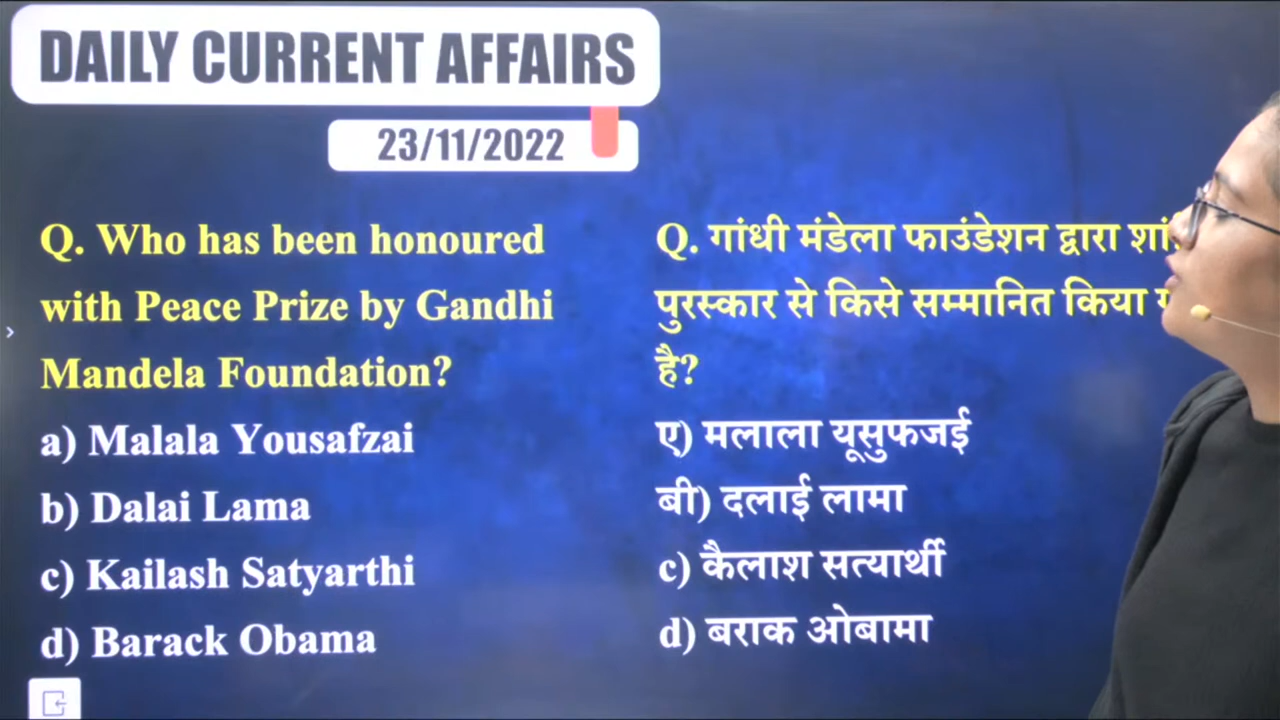 DAILY CURRENT AFFAIRS
23/11/2022
Q. Who has been honoured
with Peace Prize by Gandhi
Mandela Foundation?
a) Malala Yousafzai
b) Dalai Lama
c) Kailash Satyarthi
d) Barack Obama
Q. गांधी मंडेला फाउंडेशन द्वारा
पुरस्कार से किसे सम्मानित किया
है?
ए) मलाला यूसुफजई
बी) दलाई लामा
c) कैलाश सत्यार्थी
d) बराक ओबामा